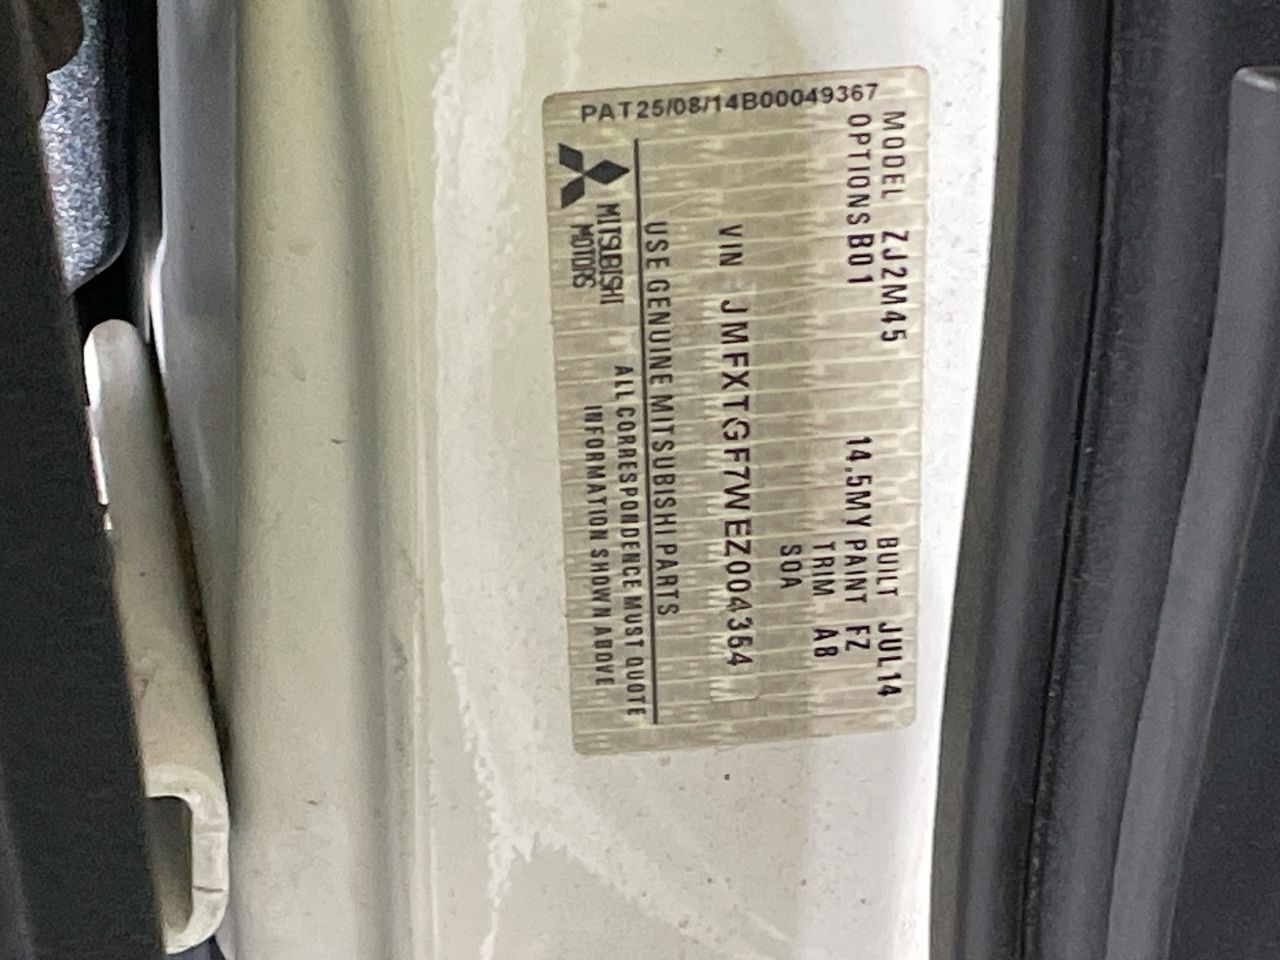 PAT25/08/14B00049367
MODEL ZJ2M45 BUILT JUL14
OPTIONS B01 14.5MY PAINT FZ
TRIM A8
SOA
VIN JMFXTGF7WEZ004354
USE GENUINE MITSUBISHI PARTS
MITSUBISHI
MOTORS
ALL CORRESPONDENCE MUST QUOTE
INFORMATION SHOWN ABOVE